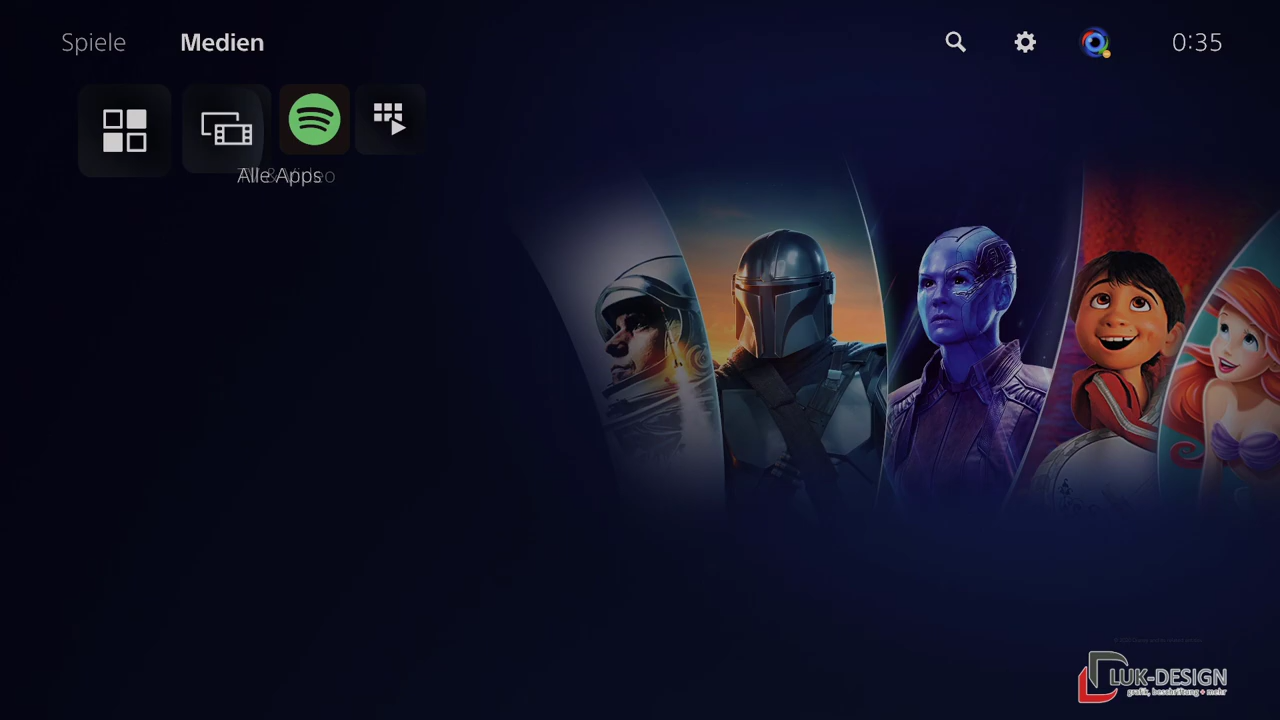 Spiele Medien 0:35
Alle Apps
LUK-DESIGN
grafik, beschriftung + mehr